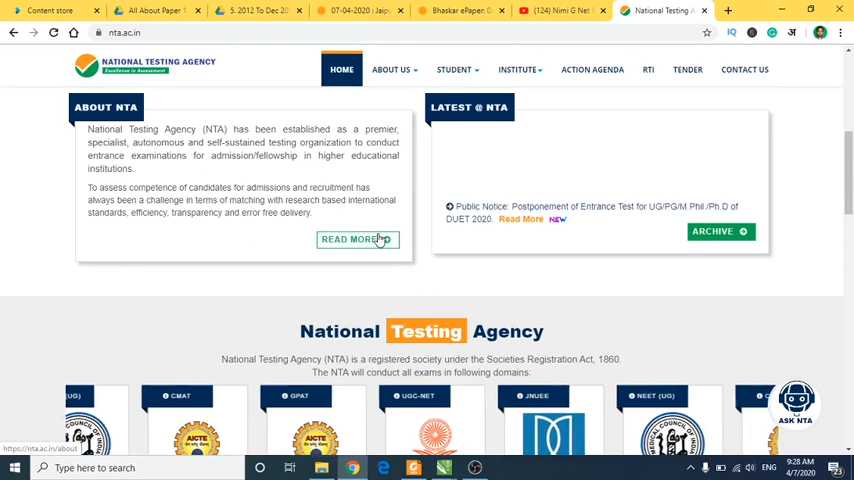 Content store
All About Paper 1
5. 2012 To Dec 20
07-04-2020 : Jaipu
Bhaskar ePaper: D
(124) Nimi G Net
National Testing A
nta.ac.in
NATIONAL TESTING AGENCY
Excellence in Assessment
HOME
ABOUT US
STUDENT
INSTITUTE
ACTION AGENDA
RTI
TENDER
CONTACT US
ABOUT NTA
National Testing Agency (NTA) has been established as a premier,
specialist, autonomous and self-sustained testing organization to conduct
entrance examinations for admission/fellowship in higher educational
institutions.
To assess competence of candidates for admissions and recruitment has
always been a challenge in terms of matching with research based international
standards, efficiency, transparency and error free delivery.
READ MORE
LATEST @ NTA
Public Notice: Postponement of Entrance Test for UG/PG/M.Phil./Ph.D of
DUET 2020. Read More NEW
ARCHIVE
National Testing Agency
National Testing Agency (NTA) is a registered society under the Societies Registration Act, 1860.
The NTA will conduct all exams in following domains:
CMAT
GPAT
UGC-NET
JNUEE
NEET (UG)
AICTE
AICTE
ASK NTA
https://nta.ac.in/about
Type here to search
ENG
9:28 AM
4/7/2020
23